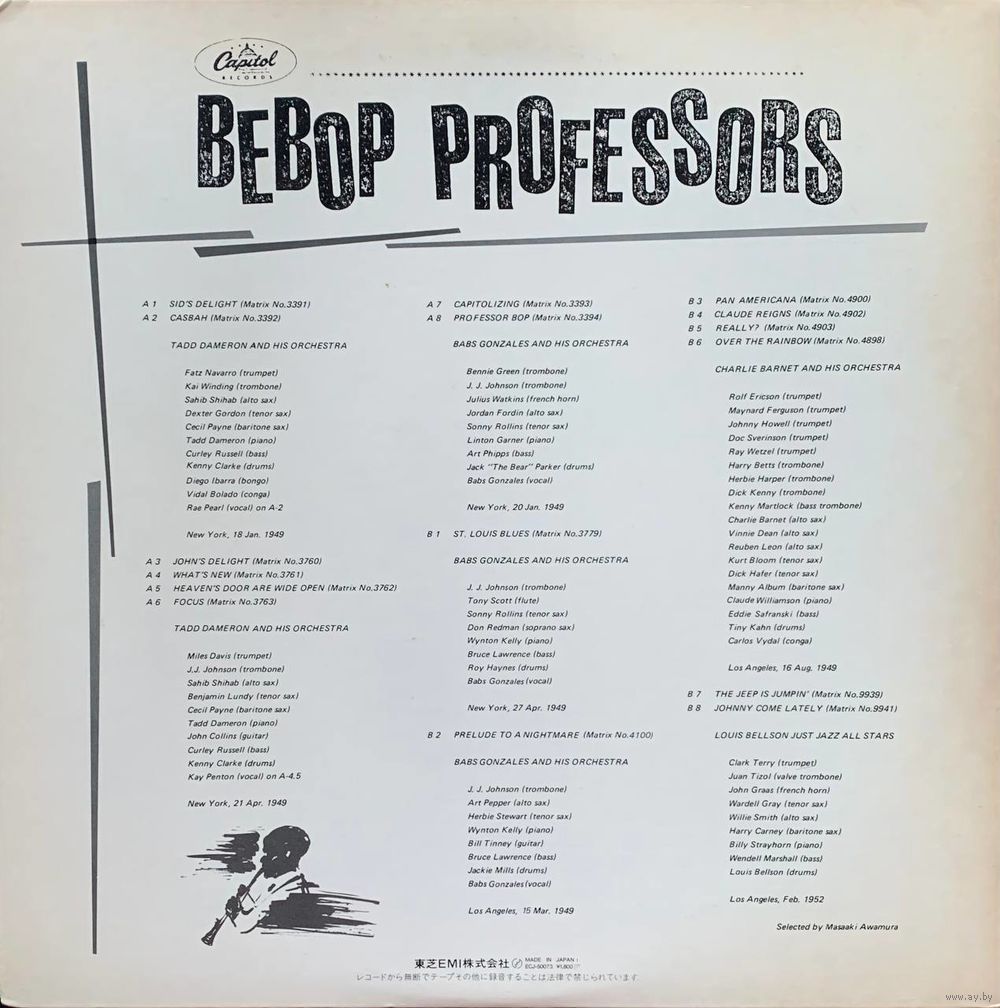 Capitol
RECORDS
BEBOP PROFESSORS
A 1 SID'S DELIGHT (Matrix No.3391)
A 2 CASBAH (Matrix No.3392)
TADD DAMERON AND HIS ORCHESTRA
Fatz Navarro (trumpet)
Kai Winding (trombone)
Sahib Shihab (alto sax)
Dexter Gordon (tenor sax)
Cecil Payne (baritone sax)
Tadd Dameron (piano)
Curley Russell (bass)
Kenny Clarke (drums)
Diego Ibarra (bongo)
Vidal Bolado (conga)
Rae Pearl (vocal) on A-2
New York, 18 Jan. 1949
A 3 JOHN'S DELIGHT (Matrix No.3760)
A 4 WHAT'S NEW (Matrix No.3761)
A 5 HEAVEN'S DOOR ARE WIDE OPEN (Matrix No.3762)
A 6 FOCUS (Matrix No.3763)
TADD DAMERON AND HIS ORCHESTRA
Miles Davis (trumpet)
J.J. Johnson (trombone)
Sahib Shihab (alto sax)
Benjamin Lundy (tenor sax)
Cecil Payne (baritone sax)
Tadd Dameron (piano)
John Collins (guitar)
Curley Russell (bass)
Kenny Clarke (drums)
Kay Penton (vocal) on A-4.5
New York, 21 Apr. 1949
A 7 CAPITOLIZING (Matrix No.3393)
A 8 PROFESSOR BOP (Matrix No.3394)
BABS GONZALES AND HIS ORCHESTRA
Bennie Green (trombone)
J. J. Johnson (trombone)
Julius Watkins (french horn)
Jordan Fordin (alto sax)
Sonny Rollins (tenor sax)
Linton Garner (piano)
Art Phipps (bass)
Jack "The Bear" Parker (drums)
Babs Gonzales (vocal)
New York, 20 Jan. 1949
B 1 ST. LOUIS BLUES (Matrix No.3779)
BABS GONZALES AND HIS ORCHESTRA
J. J. Johnson (trombone)
Tony Scott (flute)
Sonny Rollins (tenor sax)
Don Redman (soprano sax)
Wynton Kelly (piano)
Bruce Lawrence (bass)
Roy Haynes (drums)
Babs Gonzales (vocal)
New York, 27 Apr. 1949
B 2 PRELUDE TO A NIGHTMARE (Matrix No.4100)
BABS GONZALES AND HIS ORCHESTRA
J. J. Johnson (trombone)
Art Pepper (alto sax)
Herbie Stewart (tenor sax)
Wynton Kelly (piano)
Bill Tinney (guitar)
Bruce Lawrence (bass)
Jackie Mills (drums)
Babs Gonzales (vocal)
Los Angeles, 15 Mar. 1949
B 3 PAN AMERICANA (Matrix No.4900)
B 4 CLAUDE REIGNS (Matrix No.4902)
B 5 REALLY? (Matrix No.4903)
B 6 OVER THE RAINBOW (Matrix No.4898)
CHARLIE BARNET AND HIS ORCHESTRA
Rolf Ericson (trumpet)
Maynard Ferguson (trumpet)
Johnny Howell (trumpet)
Doc Sverinson (trumpet)
Ray Wetzel (trumpet)
Harry Betts (trombone)
Herbie Harper (trombone)
Dick Kenny (trombone)
Kenny Martlock (bass trombone)
Charlie Barnet (alto sax)
Vinnie Dean (alto sax)
Reuben Leon (alto sax)
Kurt Bloom (tenor sax)
Dick Hafer (tenor sax)
Manny Album (baritone sax)
Claude Williamson (piano)
Eddie Safranski (bass)
Tiny Kahn (drums)
Carlos Vydal (conga)
Los Angeles, 16 Aug. 1949
B 7 THE JEEP IS JUMPIN' (Matrix No.9939)
B 8 JOHNNY COME LATELY (Matrix No.9941)
LOUIS BELLSON JUST JAZZ ALL STARS
Clark Terry (trumpet)
Juan Tizol (valve trombone)
John Graas (french horn)
Wardell Gray (tenor sax)
Willie Smith (alto sax)
Harry Carney (baritone sax)
Billy Strayhorn (piano)
Wendell Marshall (bass)
Louis Bellson (drums)
Los Angeles, Feb. 1952
Selected by Masaaki Awamura
東芝EMI株式会社
MADE IN JAPAN
ECJ-50073 ¥1,800
レコードから無断でテープその他に録音することは法律で禁じられています
www.ay.by